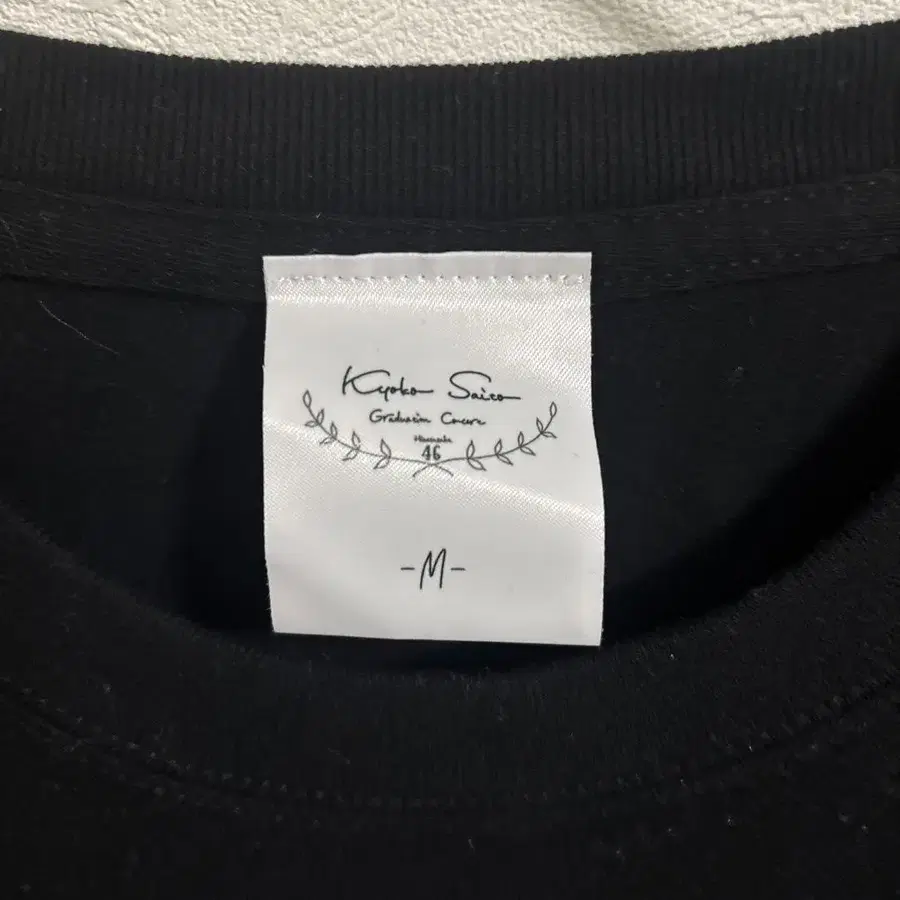 Kyoko Saito
Graduation Concert
Hinatazaka
46
-M-